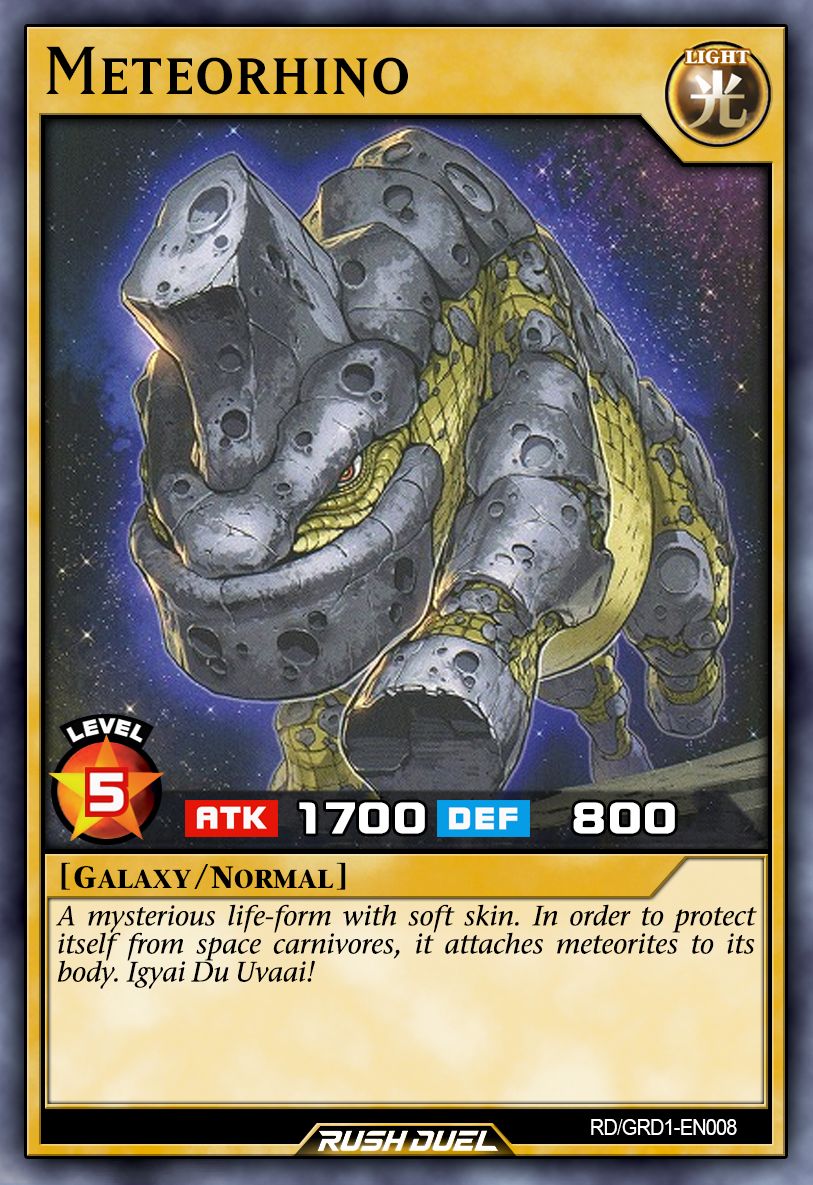 Meteorhino
LIGHT
光
LEVEL
5
ATK 1700 DEF 800
[Galaxy/Normal]
A mysterious life-form with soft skin. In order to protect
itself from space carnivores, it attaches meteorites to its
body. Igyai Du Uvaai!
RUSH DUEL
RD/GRD1-EN008